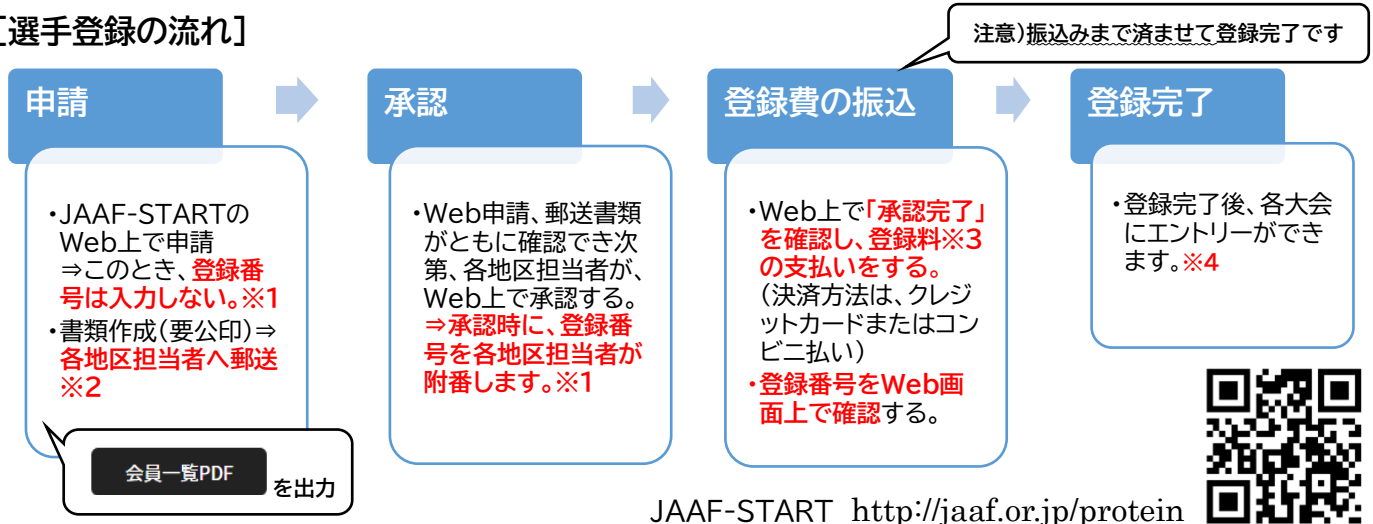 [選手登録の流れ]
注意)振込みまで済ませて登録完了です
申請
・JAAF-STARTの
Web上で申請
⇒このとき、登録番
号は入力しない。※1
・書類作成(要公印)⇒
各地区担当者へ郵送
※2
会員一覧PDF
を出力
承認
・Web申請、郵送書類
がともに確認でき次
第、各地区担当者が、
Web上で承認する。
⇒承認時に、登録番
号を各地区担当者が
附番します。※1
登録費の振込
・Web上で「承認完了」
を確認し、登録料※3
の支払いをする。
(決済方法は、クレジ
ットカードまたはコン
ビニ払い)
・登録番号をWeb画
面上で確認する。
登録完了
・登録完了後、各大会
にエントリーができ
ます。※4
JAAF-START http://jaaf.or.jp/protein